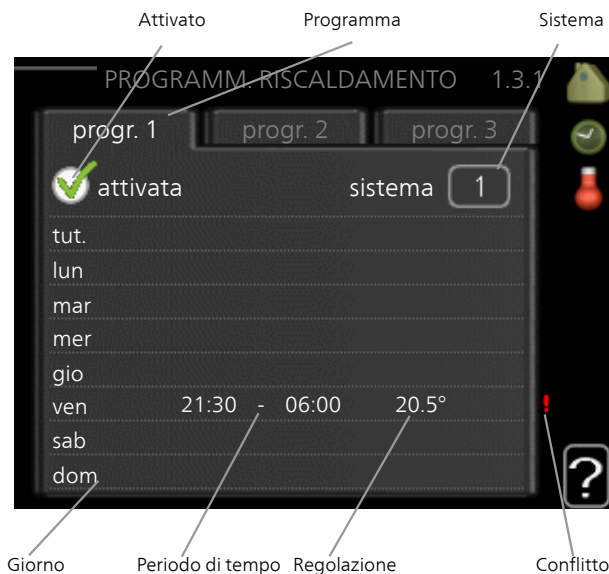 Attivato Programma Sistema
PROGRAMM. RISCALDAMENTO 1.3.1
progr. 1 progr. 2 progr. 3
attivata sistema 1
tut.
lun
mar
mer
gio
ven 21:30 - 06:00 20.5° !
sab
dom
?
Giorno Periodo di tempo Regolazione Conflitto